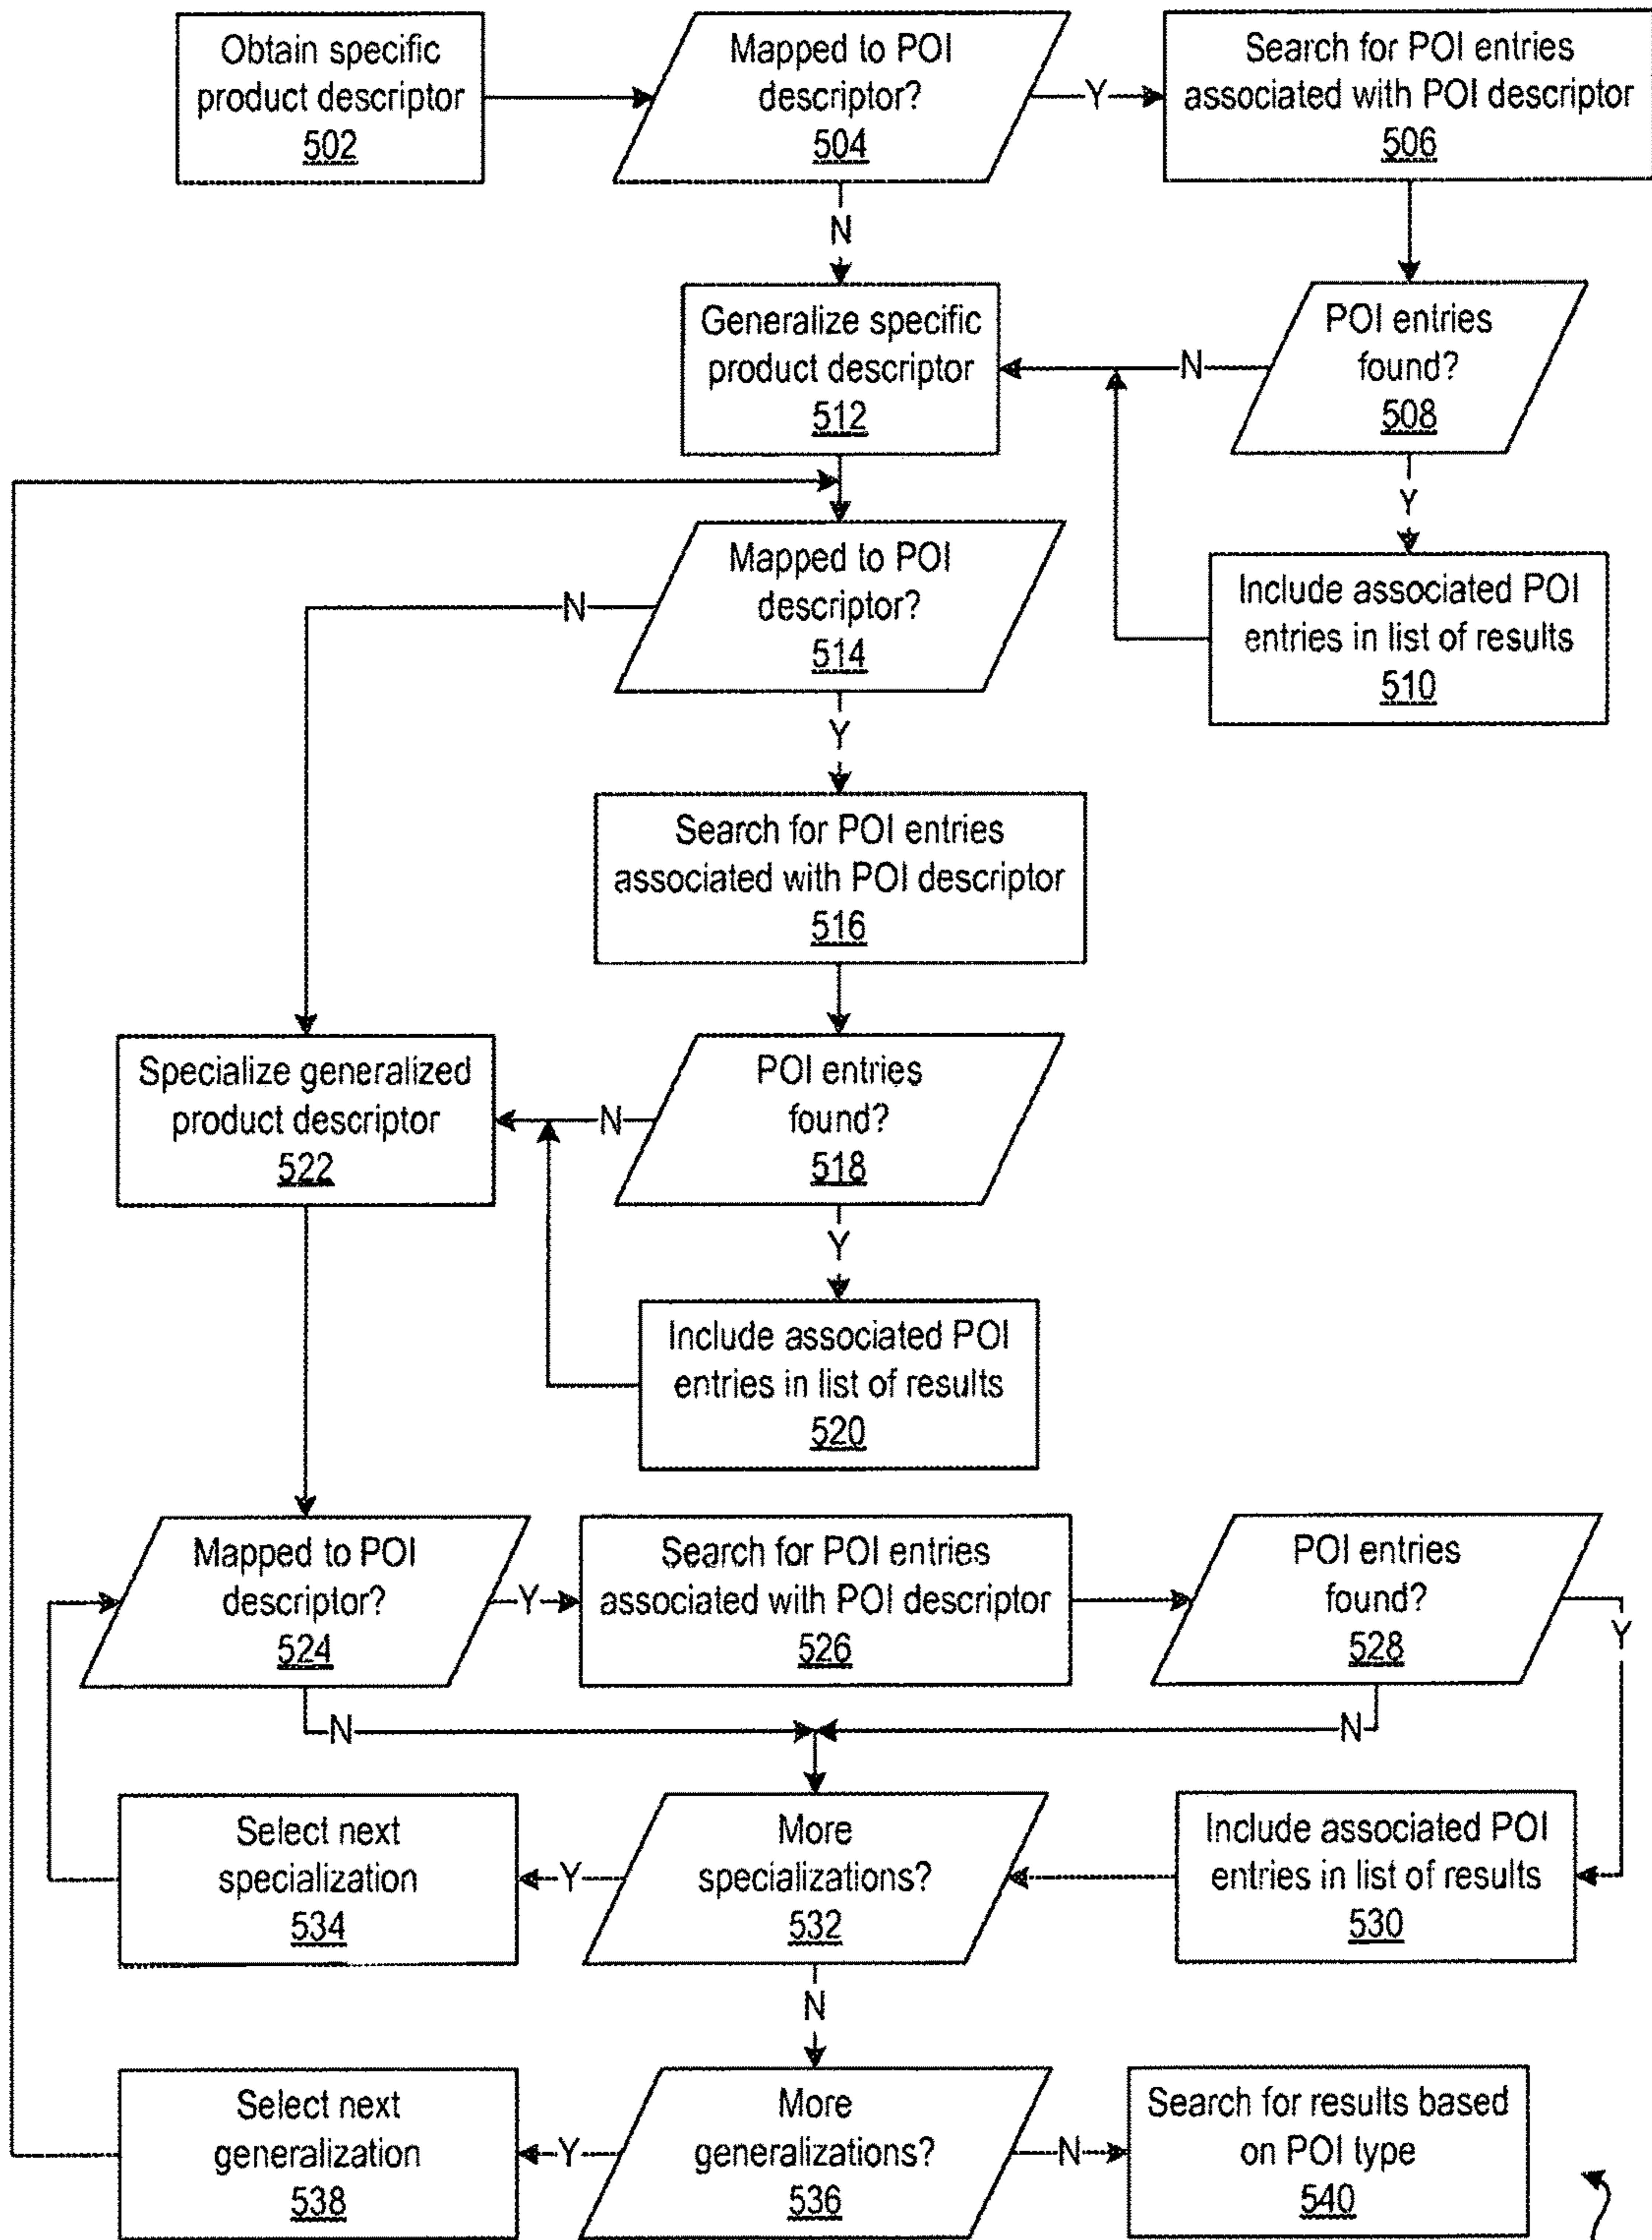 Obtain specific
product descriptor
502
Mapped to POI
descriptor?
504
Y
Search for POI entries
associated with POI descriptor
506
N
Generalize specific
product descriptor
512
N
POI entries
found?
508
Y
Include associated POI
entries in list of results
510
Mapped to POI
descriptor?
514
N
Y
Search for POI entries
associated with POI descriptor
516
Specialize generalized
product descriptor
522
N
POI entries
found?
518
Y
Include associated POI
entries in list of results
520
Mapped to POI
descriptor?
524
Y
Search for POI entries
associated with POI descriptor
526
POI entries
found?
528
Y
N
N
Select next
specialization
534
Y
More
specializations?
532
Include associated POI
entries in list of results
530
N
Select next
generalization
538
Y
More
generalizations?
536
N
Search for results based
on POI type
540